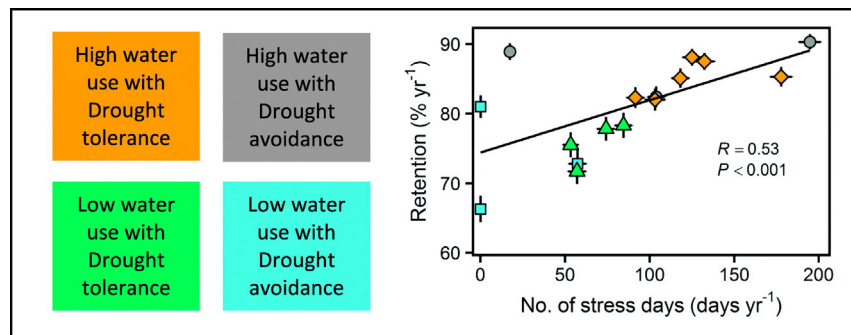 High water
use with
Drought
tolerance
High water
use with
Drought
avoidance
Low water
use with
Drought
tolerance
Low water
use with
Drought
avoidance
Retention (% yr⁻¹)
90
80
70
60
R = 0.53
P < 0.001
0 50 100 150 200
No. of stress days (days yr⁻¹)